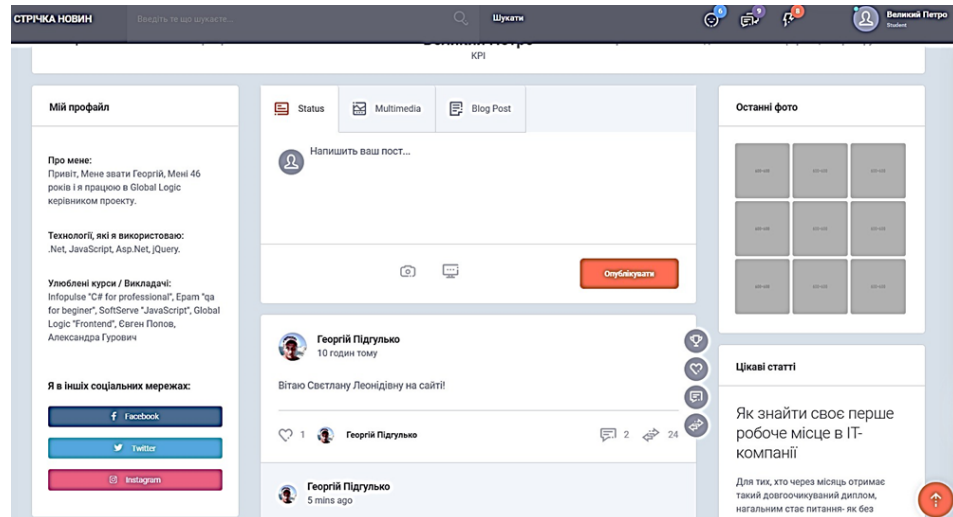 СТРІЧКА НОВИН
Введіть те що шукаєте...
Шукати
6
9
8
Великий Петро
Student
КРІ
Мій профайл
Про мене:
Привіт, Мене звати Георгій, Мені 46
років і я працюю в Global Logic
керівником проекту.
Технології, які я використоваю:
.Net, JavaScript, Asp.Net, jQuery.
Улюблені курси / Викладачі:
Infopulse "C# for professional", Epam "qa
for beginer", SoftServe "JavaScript", Global
Logic "Frontend", Євген Попов,
Александра Гурович
Я в інших соціальних мережах:
Facebook
Twitter
Instagram
Status
Multimedia
Blog Post
Напишить ваш пост...
Опублікувати
Георгій Підгулько
10 годин тому
Вітаю Свєтлану Леонідівну на сайті!
1
Георгій Підгулько
2
24
Георгій Підгулько
5 mins ago
Останні фото
Цікаві статті
Як знайти своє перше
робоче місце в ІТ-
компанії
Для тих, хто через місяць отримає
такий довгоочикуваний диплом,
нагальним стає питання- як без